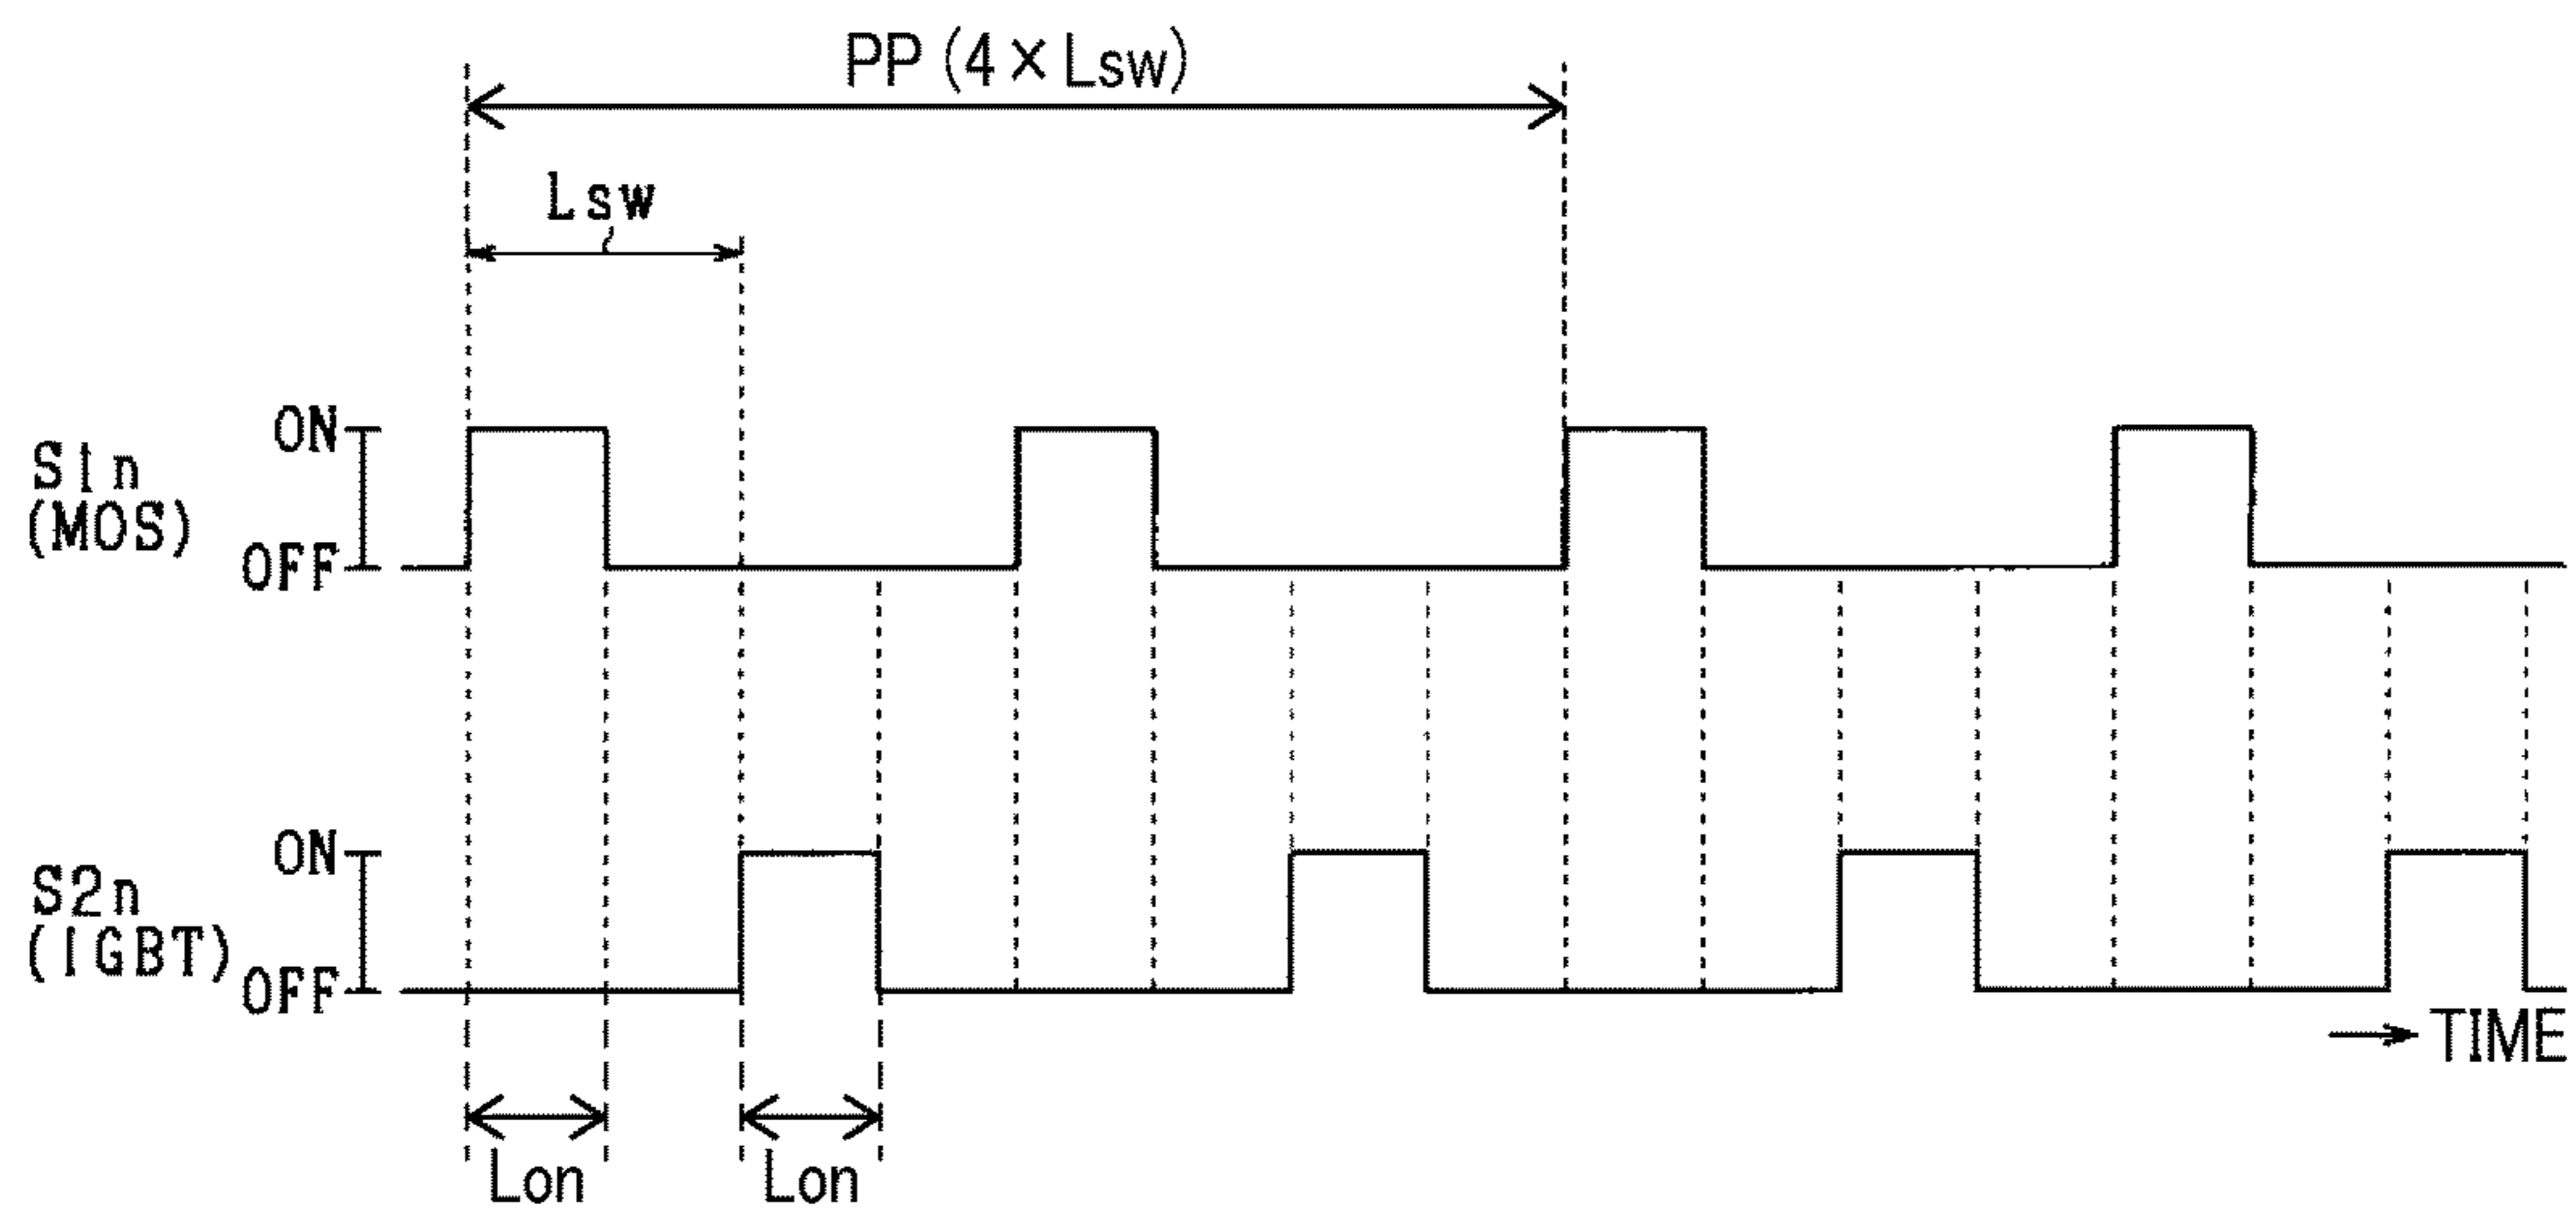 PP (4 × Lsw)
Lsw
ON
S1n
(MOS)
OFF
ON
S2n
(IGBT)
OFF
TIME
Lon
Lon